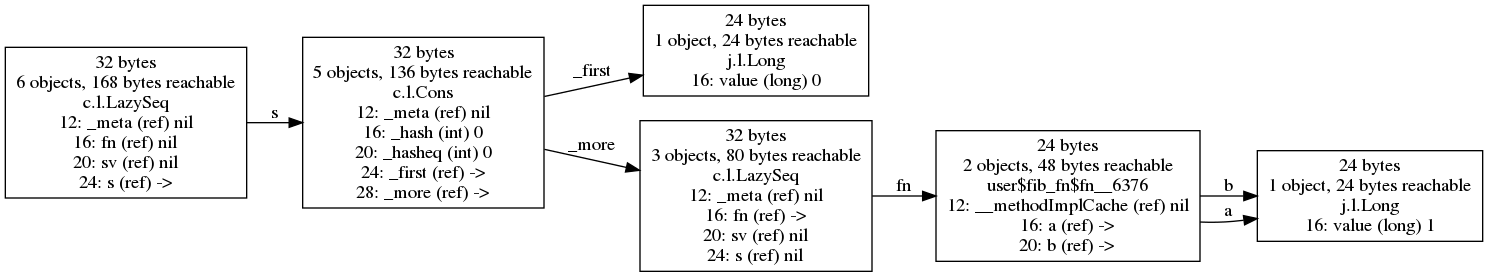 32 bytes
6 objects, 168 bytes reachable
c.l.LazySeq
12: _meta (ref) nil
16: fn (ref) nil
20: sv (ref) nil
24: s (ref) ->
s
32 bytes
5 objects, 136 bytes reachable
c.l.Cons
12: _meta (ref) nil
16: _hash (int) 0
20: _hasheq (int) 0
24: _first (ref) ->
28: _more (ref) ->
_first
24 bytes
1 object, 24 bytes reachable
j.l.Long
16: value (long) 0
_more
32 bytes
3 objects, 80 bytes reachable
c.l.LazySeq
12: _meta (ref) nil
16: fn (ref) ->
20: sv (ref) nil
24: s (ref) nil
fn
24 bytes
2 objects, 48 bytes reachable
user$fib_fn$fn__6376
12: __methodImplCache (ref) nil
16: a (ref) ->
20: b (ref) ->
b
a
24 bytes
1 object, 24 bytes reachable
j.l.Long
16: value (long) 1